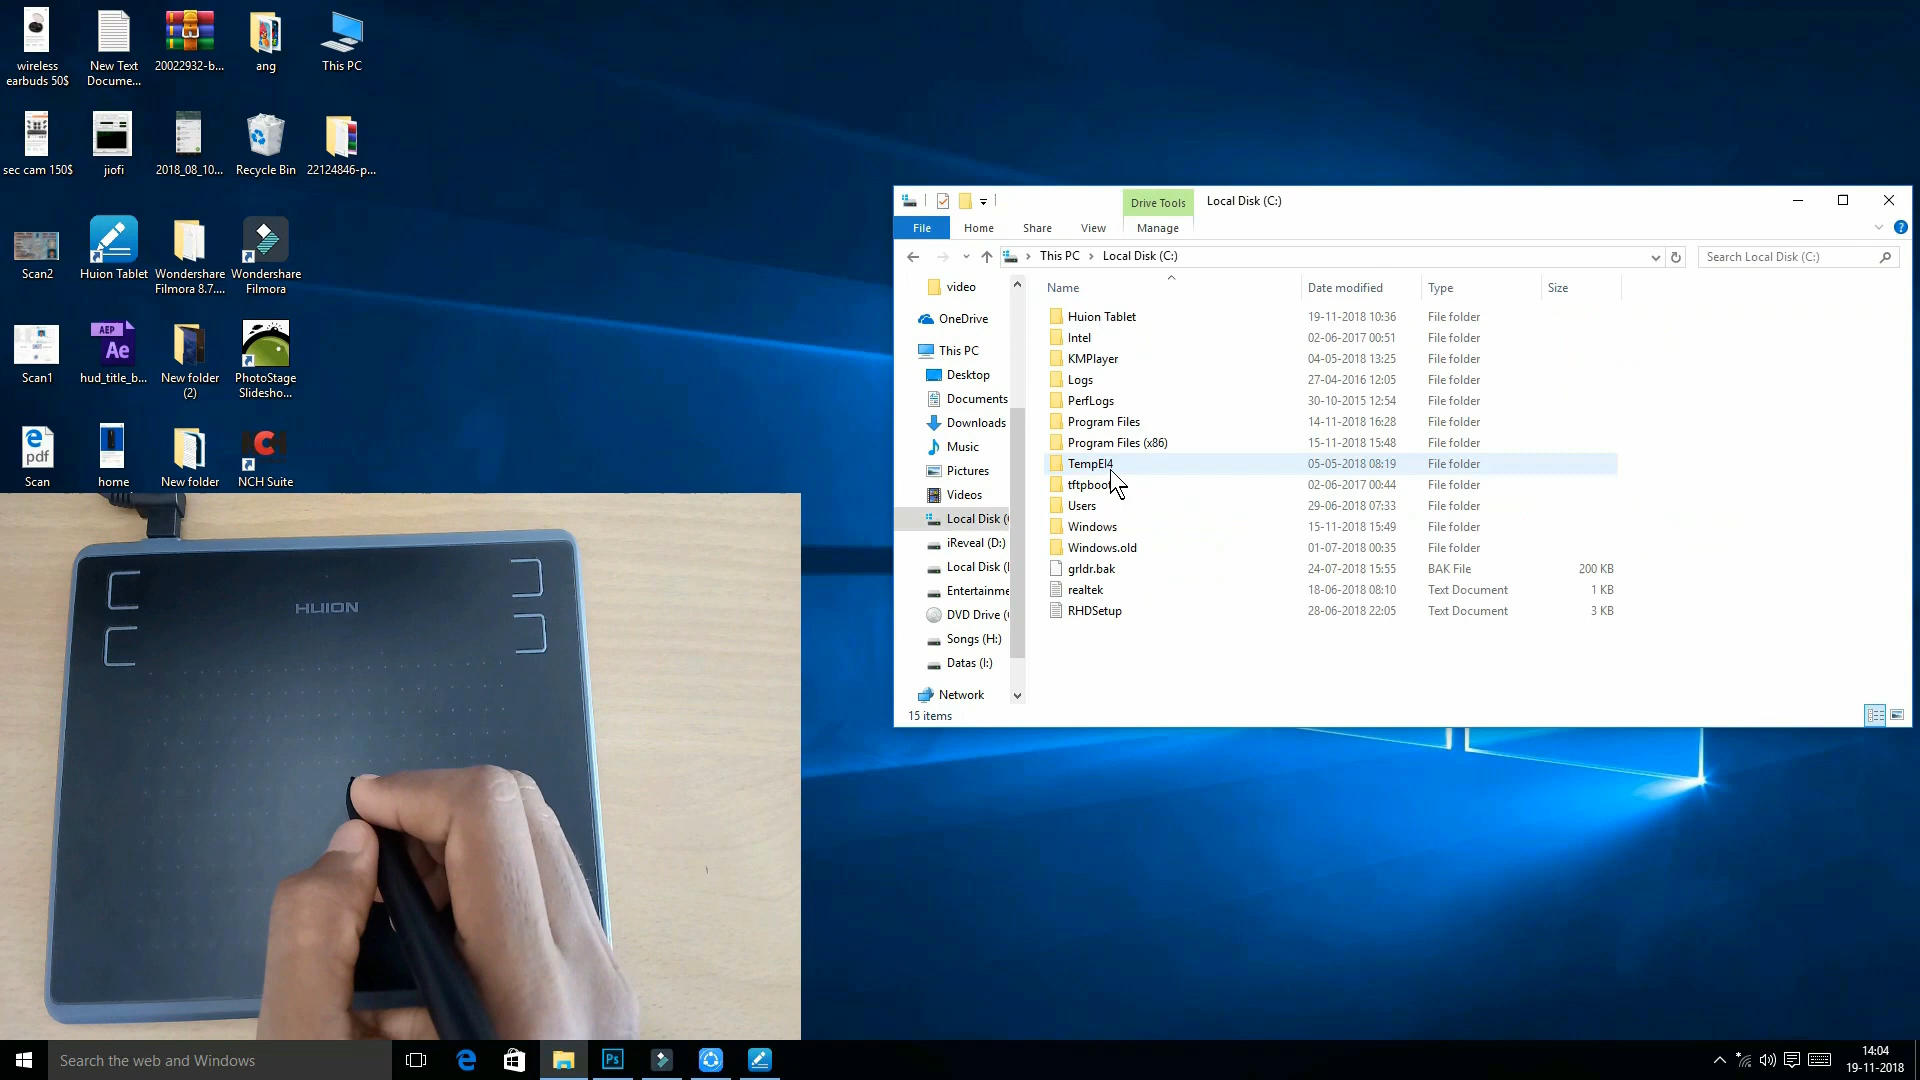 wireless
earbuds 50$
New Text
Docume...
20022932-b...
ang
This PC
sec cam 150$
jiofi
2018_08_10...
Recycle Bin
22124846-p...
Scan2
Huion Tablet
Wondershare
Filmora 8.7....
Wondershare
Filmora
Scan1
AEP
Ae
hud_title_b...
New folder
(2)
PhotoStage
Slidesho...
pdf
Scan
home
New folder
NCH Suite
HUION
Drive Tools
Local Disk (C:)
File
Home
Share
View
Manage
This PC
Local Disk (C:)
Search Local Disk (C:)
video
OneDrive
This PC
Desktop
Documents
Downloads
Music
Pictures
Videos
Local Disk (
iReveal (D:)
Local Disk (
Entertainme
DVD Drive (
Songs (H:)
Datas (I:)
Network
Name Date modified Type Size
Huion Tablet 19-11-2018 10:36 File folder
Intel 02-06-2017 00:51 File folder
KMPlayer 04-05-2018 13:25 File folder
Logs 27-04-2016 12:05 File folder
PerfLogs 30-10-2015 12:54 File folder
Program Files 14-11-2018 16:28 File folder
Program Files (x86) 15-11-2018 15:48 File folder
TempEI4 05-05-2018 08:19 File folder
tftpboot 02-06-2017 00:44 File folder
Users 29-06-2018 07:33 File folder
Windows 15-11-2018 15:49 File folder
Windows.old 01-07-2018 00:35 File folder
grldr.bak 24-07-2018 15:55 BAK File 200 KB
realtek 18-06-2018 08:10 Text Document 1 KB
RHDSetup 28-06-2018 22:05 Text Document 3 KB
15 items
Search the web and Windows
Ps
14:04
19-11-2018